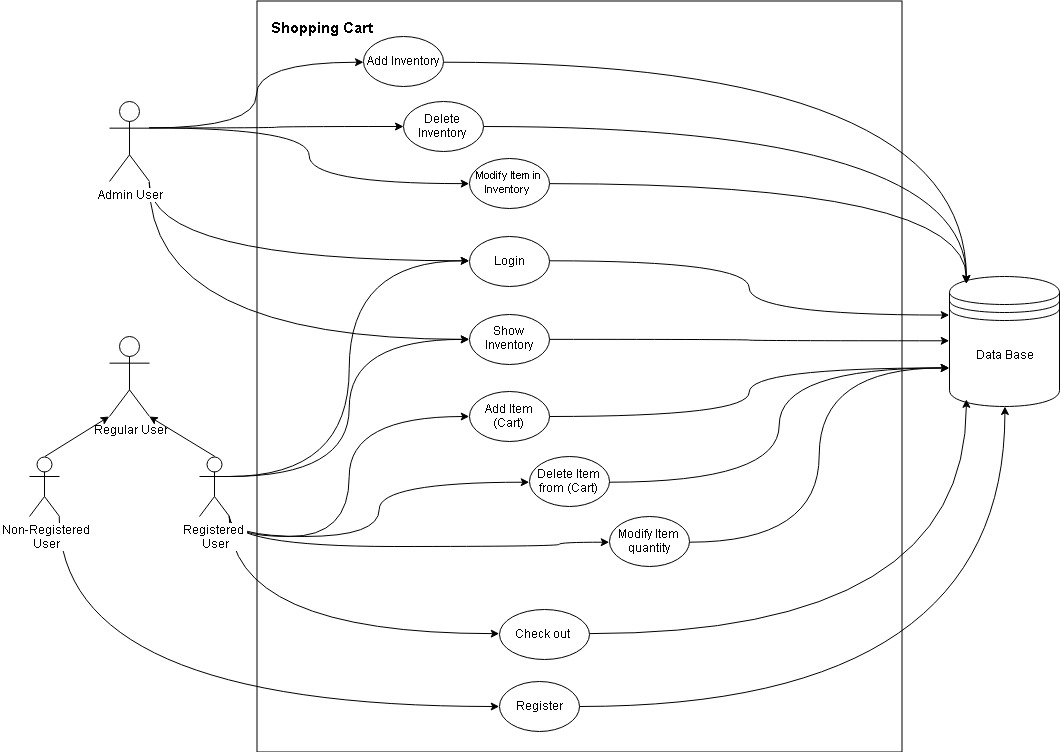 Shopping Cart
Add Inventory
Delete
Inventory
Modify Item in
Inventory
Admin User
Login
Show
Inventory
Data Base
Add Item
(Cart)
Regular User
Delete Item
from (Cart)
Non-Registered
User
Registered
User
Modify Item
quantity
Check out
Register